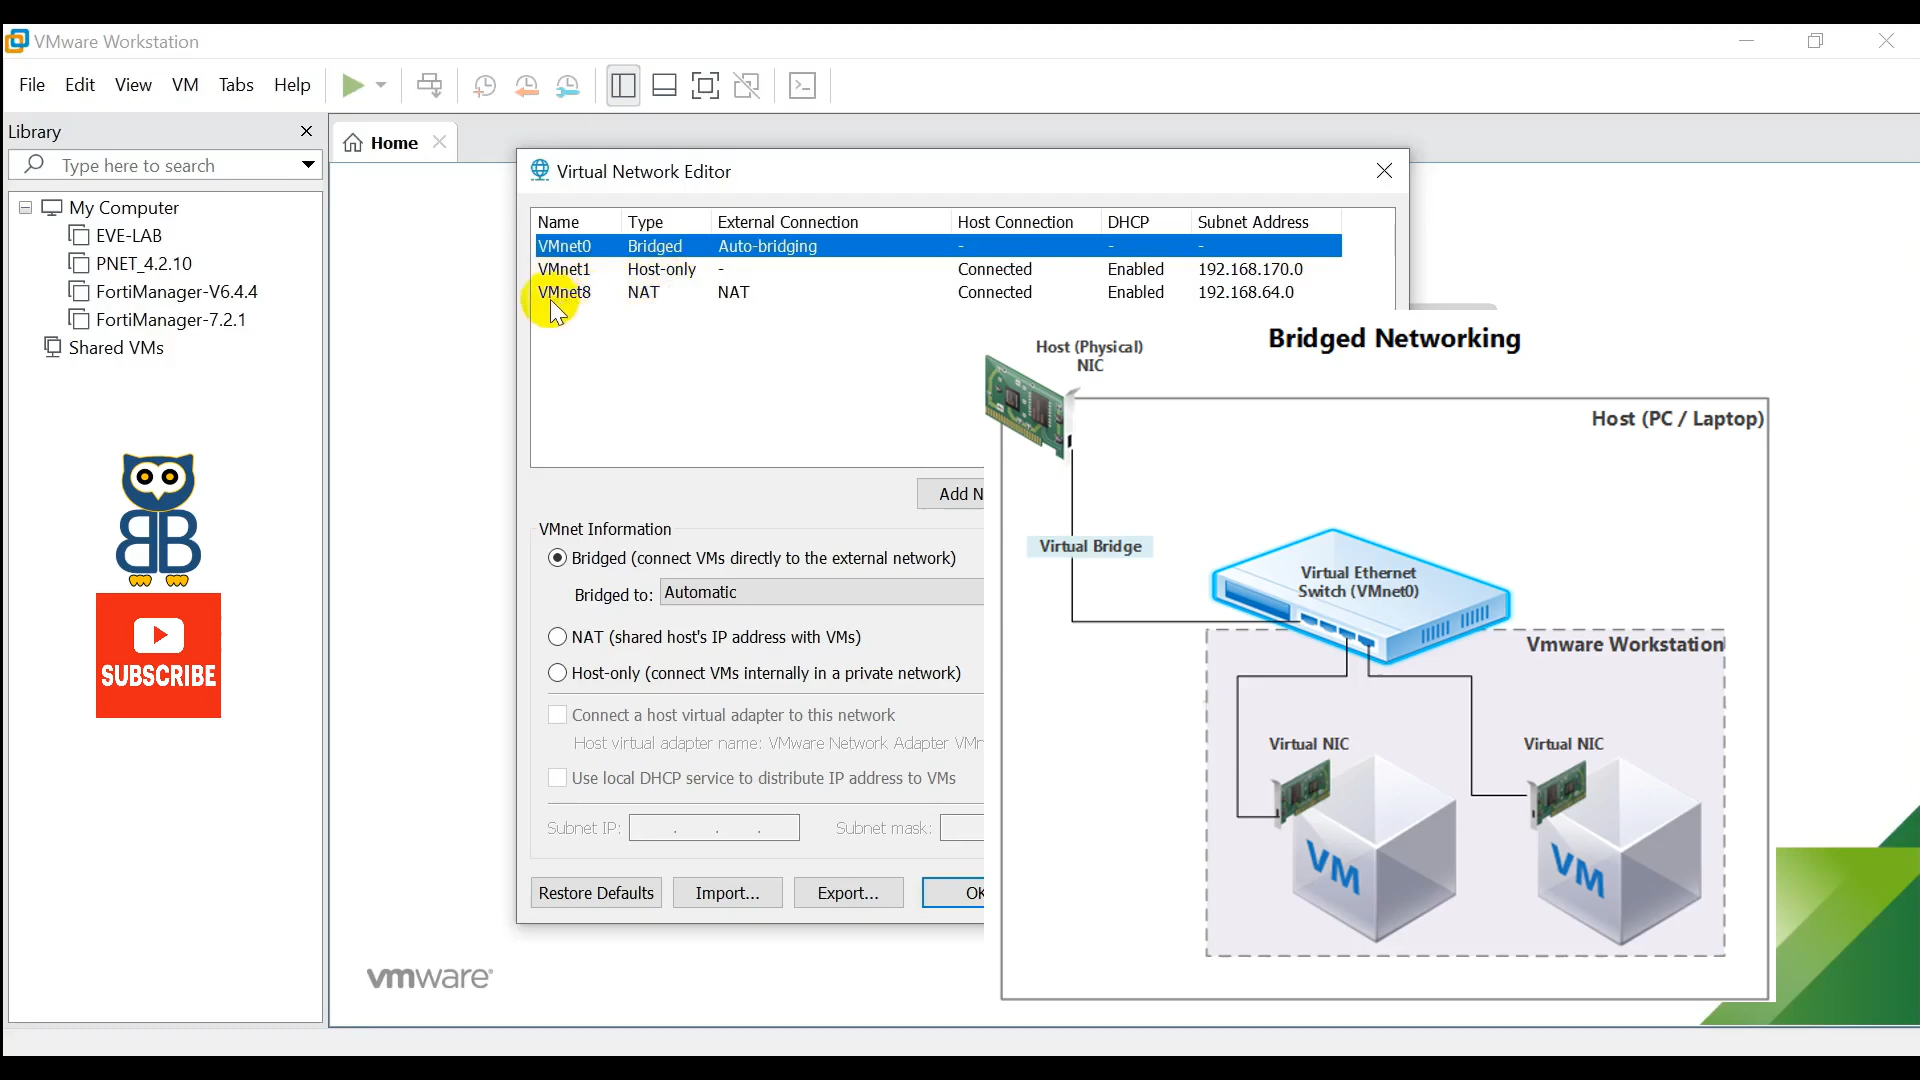 VMware Workstation
File Edit View VM Tabs Help
Library
Type here to search
My Computer
EVE-LAB
PNET_4.2.10
FortiManager-V6.4.4
FortiManager-7.2.1
Shared VMs
SUBSCRIBE
Home
Virtual Network Editor
Name Type External Connection Host Connection DHCP Subnet Address
VMnet0 Bridged Auto-bridging - - -
VMnet1 Host-only - Connected Enabled 192.168.170.0
VMnet8 NAT NAT Connected Enabled 192.168.64.0
Add N
VMnet Information
Bridged (connect VMs directly to the external network)
Bridged to: Automatic
NAT (shared host's IP address with VMs)
Host-only (connect VMs internally in a private network)
Connect a host virtual adapter to this network
Host virtual adapter name: VMware Network Adapter VMn
Use local DHCP service to distribute IP address to VMs
Subnet IP: . . . Subnet mask:
Restore Defaults Import... Export... OK
vmware
Bridged Networking
Host (Physical)
NIC
Host (PC / Laptop)
Virtual Bridge
Virtual Ethernet
Switch (VMnet0)
Vmware Workstation
Virtual NIC Virtual NIC
VM VM